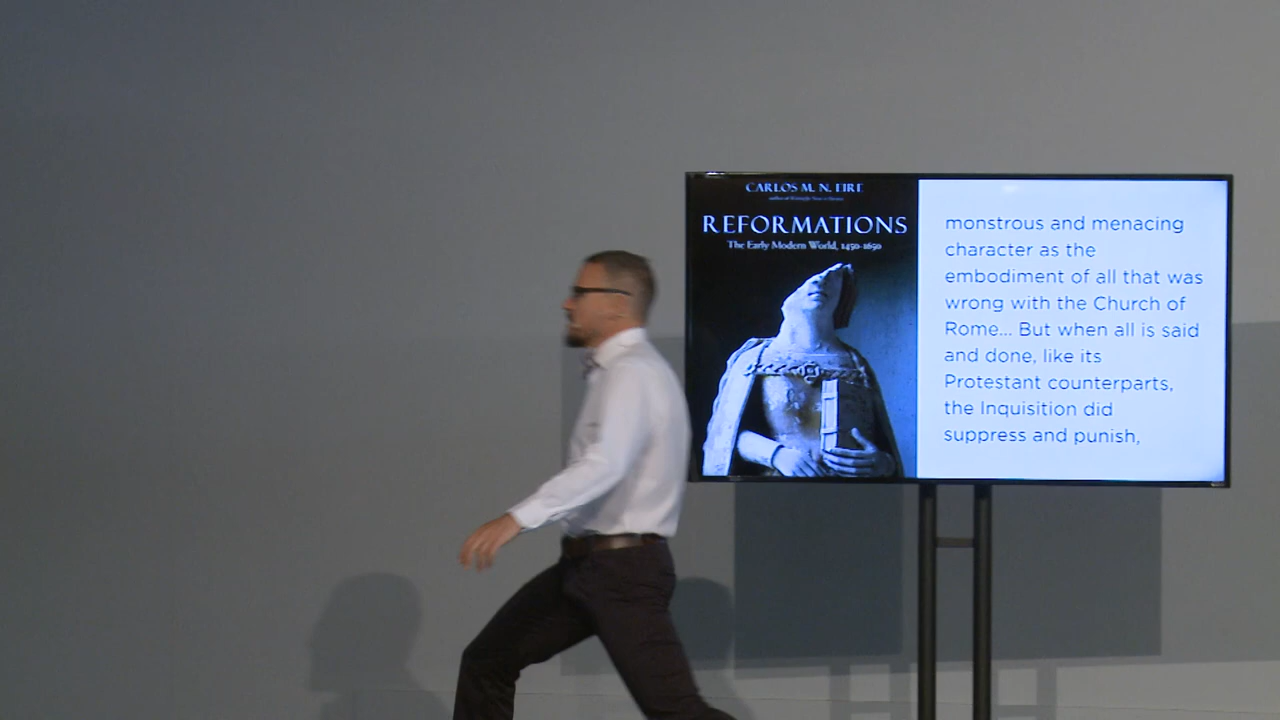 CARLOS M. N. EIRE
REFORMATIONS
The Early Modern World, 1450-1650
monstrous and menacing
character as the
embodiment of all that was
wrong with the Church of
Rome... But when all is said
and done, like its
Protestant counterparts,
the Inquisition did
suppress and punish,